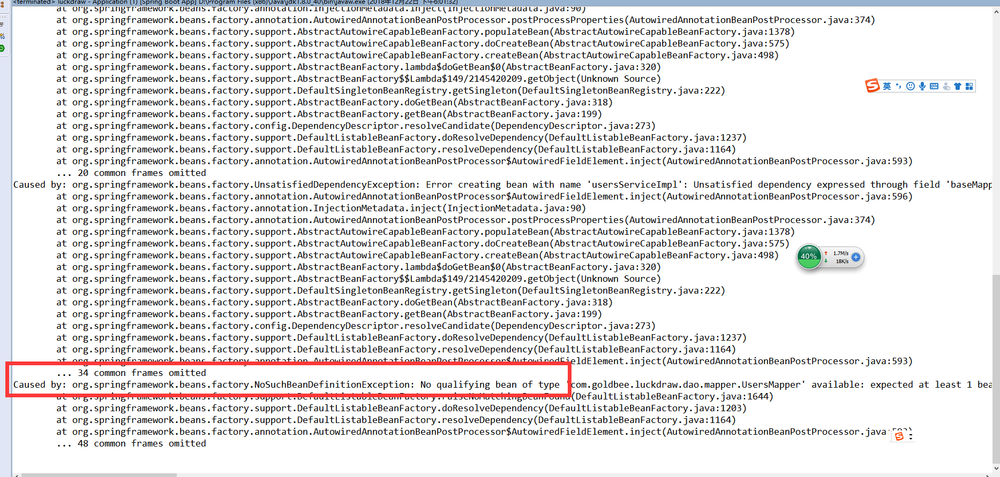 <terminated> luckdraw - Application (1) [Spring Boot App] D:\Program Files (x86)\Java\jdk1.8.0_40\bin\javaw.exe (2018年12月22日 下午6:01:32)
at org.springframework.beans.factory.annotation.InjectionMetadata.inject(InjectionMetadata.java:90)
at org.springframework.beans.factory.annotation.AutowiredAnnotationBeanPostProcessor.postProcessProperties(AutowiredAnnotationBeanPostProcessor.java:374)
at org.springframework.beans.factory.support.AbstractAutowireCapableBeanFactory.populateBean(AbstractAutowireCapableBeanFactory.java:1378)
at org.springframework.beans.factory.support.AbstractAutowireCapableBeanFactory.doCreateBean(AbstractAutowireCapableBeanFactory.java:575)
at org.springframework.beans.factory.support.AbstractAutowireCapableBeanFactory.createBean(AbstractAutowireCapableBeanFactory.java:498)
at org.springframework.beans.factory.support.AbstractBeanFactory.lambda$doGetBean$0(AbstractBeanFactory.java:320)
at org.springframework.beans.factory.support.AbstractBeanFactory$$Lambda$149/2145420209.getObject(Unknown Source)
at org.springframework.beans.factory.support.DefaultSingletonBeanRegistry.getSingleton(DefaultSingletonBeanRegistry.java:222)
at org.springframework.beans.factory.support.AbstractBeanFactory.doGetBean(AbstractBeanFactory.java:318)
at org.springframework.beans.factory.support.AbstractBeanFactory.getBean(AbstractBeanFactory.java:199)
at org.springframework.beans.factory.config.DependencyDescriptor.resolveCandidate(DependencyDescriptor.java:273)
at org.springframework.beans.factory.support.DefaultListableBeanFactory.doResolveDependency(DefaultListableBeanFactory.java:1237)
at org.springframework.beans.factory.support.DefaultListableBeanFactory.resolveDependency(DefaultListableBeanFactory.java:1164)
at org.springframework.beans.factory.annotation.AutowiredAnnotationBeanPostProcessor$AutowiredFieldElement.inject(AutowiredAnnotationBeanPostProcessor.java:593)
... 20 common frames omitted
Caused by: org.springframework.beans.factory.UnsatisfiedDependencyException: Error creating bean with name 'usersServiceImpl': Unsatisfied dependency expressed through field 'baseMapp
at org.springframework.beans.factory.annotation.AutowiredAnnotationBeanPostProcessor$AutowiredFieldElement.inject(AutowiredAnnotationBeanPostProcessor.java:596)
at org.springframework.beans.factory.annotation.InjectionMetadata.inject(InjectionMetadata.java:90)
at org.springframework.beans.factory.annotation.AutowiredAnnotationBeanPostProcessor.postProcessProperties(AutowiredAnnotationBeanPostProcessor.java:374)
at org.springframework.beans.factory.support.AbstractAutowireCapableBeanFactory.populateBean(AbstractAutowireCapableBeanFactory.java:1378)
at org.springframework.beans.factory.support.AbstractAutowireCapableBeanFactory.doCreateBean(AbstractAutowireCapableBeanFactory.java:575)
at org.springframework.beans.factory.support.AbstractAutowireCapableBeanFactory.createBean(AbstractAutowireCapableBeanFactory.java:498)
at org.springframework.beans.factory.support.AbstractBeanFactory.lambda$doGetBean$0(AbstractBeanFactory.java:320)
at org.springframework.beans.factory.support.AbstractBeanFactory$$Lambda$149/2145420209.getObject(Unknown Source)
at org.springframework.beans.factory.support.DefaultSingletonBeanRegistry.getSingleton(DefaultSingletonBeanRegistry.java:222)
at org.springframework.beans.factory.support.AbstractBeanFactory.doGetBean(AbstractBeanFactory.java:318)
at org.springframework.beans.factory.support.AbstractBeanFactory.getBean(AbstractBeanFactory.java:199)
at org.springframework.beans.factory.config.DependencyDescriptor.resolveCandidate(DependencyDescriptor.java:273)
at org.springframework.beans.factory.support.DefaultListableBeanFactory.doResolveDependency(DefaultListableBeanFactory.java:1237)
at org.springframework.beans.factory.support.DefaultListableBeanFactory.resolveDependency(DefaultListableBeanFactory.java:1164)
at org.springframework.beans.factory.annotation.AutowiredAnnotationBeanPostProcessor$AutowiredFieldElement.inject(AutowiredAnnotationBeanPostProcessor.java:593)
... 34 common frames omitted
Caused by: org.springframework.beans.factory.NoSuchBeanDefinitionException: No qualifying bean of type 'com.goldbee.luckdraw.dao.mapper.UsersMapper' available: expected at least 1 bea
at org.springframework.beans.factory.support.DefaultListableBeanFactory.raiseNoMatchingBeanFound(DefaultListableBeanFactory.java:1644)
at org.springframework.beans.factory.support.DefaultListableBeanFactory.doResolveDependency(DefaultListableBeanFactory.java:1203)
at org.springframework.beans.factory.support.DefaultListableBeanFactory.resolveDependency(DefaultListableBeanFactory.java:1164)
at org.springframework.beans.factory.annotation.AutowiredAnnotationBeanPostProcessor$AutowiredFieldElement.inject(AutowiredAnnotationBeanPostProcessor.java:593)
... 48 common frames omitted
S 英
40% 1.7M/s
18K/s
S